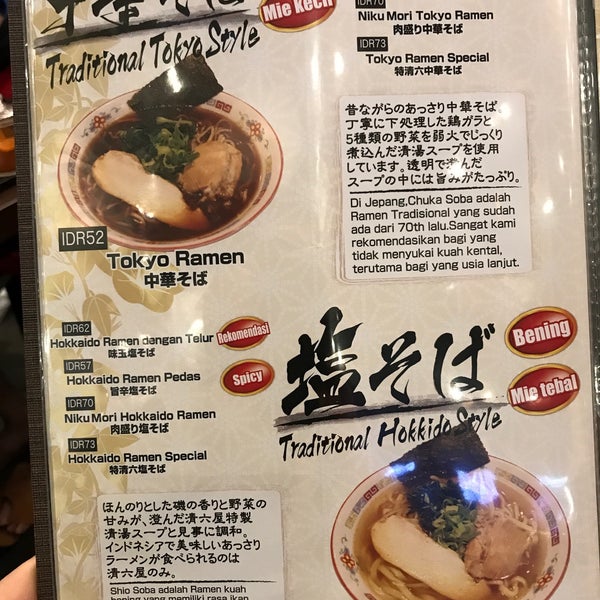 中華そば
Mie kecil
Traditional Tokyo Style
IDR70
Niku Mori Tokyo Ramen
肉盛り中華そば
IDR73
Tokyo Ramen Special
特清六中華そば
昔ながらのあっさり中華そば。
丁寧に下処理した鶏ガラと
5種類の野菜を弱火でじっくり
煮込んだ清湯スープを使用
しています。透明で澄んだ
スープの中には旨みがたっぷり。
Di Jepang,Chuka Soba adalah
Ramen Tradisional yang sudah
ada dari 70th lalu.Sangat kami
rekomendasikan bagi yang
tidak menyukai kuah kental,
terutama bagi yang usia lanjut.
IDR52
Tokyo Ramen
中華そば
IDR62
Hokkaido Ramen dengan Telur
味玉塩そば
Rekomendasi
IDR57
Hokkaido Ramen Pedas
旨辛塩そば
Spicy
IDR70
Niku Mori Hokkaido Ramen
肉盛り塩そば
IDR73
Hokkaido Ramen Special
特清六塩そば
塩そば
Bening
Mie tebal
Traditional Hokkido Style
ほんのりとした磯の香りと野菜の
甘みが、澄んだ清六屋特製
清湯スープと見事に調和。
インドネシアで美味しいあっさり
ラーメンが食べられるのは
清六屋のみ。
Shio Soba adalah Ramen kuah
bening yang memiliki rasa ikan